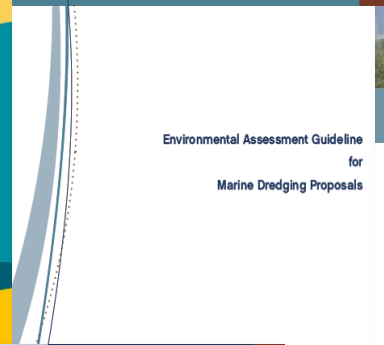 Environmental Assessment Guideline
for
Marine Dredging Proposals